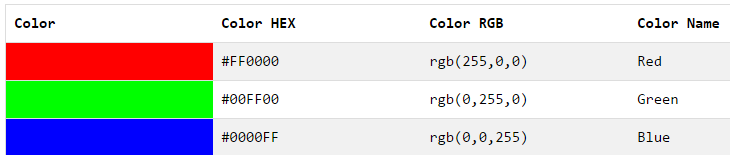 Color Color HEX Color RGB Color Name
#FF0000 rgb(255,0,0) Red
#00FF00 rgb(0,255,0) Green
#0000FF rgb(0,0,255) Blue